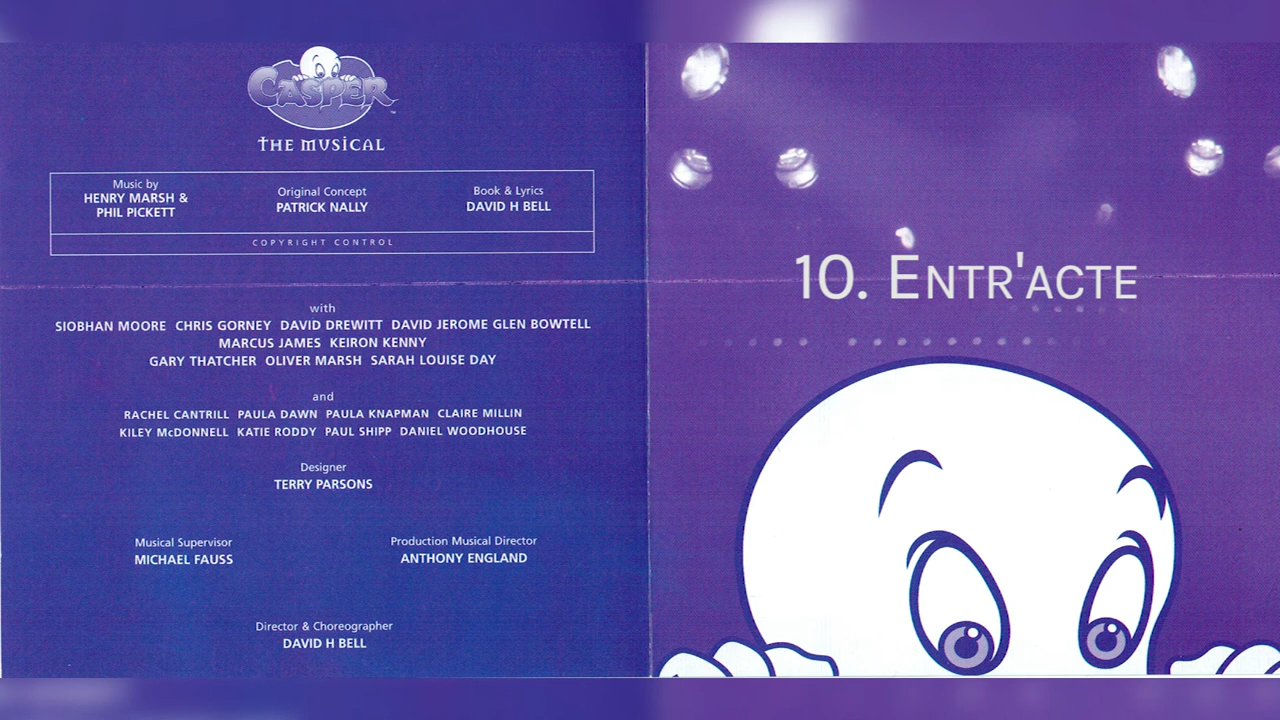 CASPER
THE MUSICAL
Music by
HENRY MARSH &
PHIL PICKETT
Original Concept
PATRICK NALLY
Book & Lyrics
DAVID H BELL
COPYRIGHT CONTROL
with
SIOBHAN MOORE CHRIS GORNEY DAVID DREWITT DAVID JEROME GLEN BOWTELL
MARCUS JAMES KEIRON KENNY
GARY THATCHER OLIVER MARSH SARAH LOUISE DAY
and
RACHEL CANTRILL PAULA DAWN PAULA KNAPMAN CLAIRE MILLIN
KILEY McDONNELL KATIE RODDY PAUL SHIPP DANIEL WOODHOUSE
Designer
TERRY PARSONS
Musical Supervisor
MICHAEL FAUSS
Production Musical Director
ANTHONY ENGLAND
Director & Choreographer
DAVID H BELL
10. ENTR'ACTE